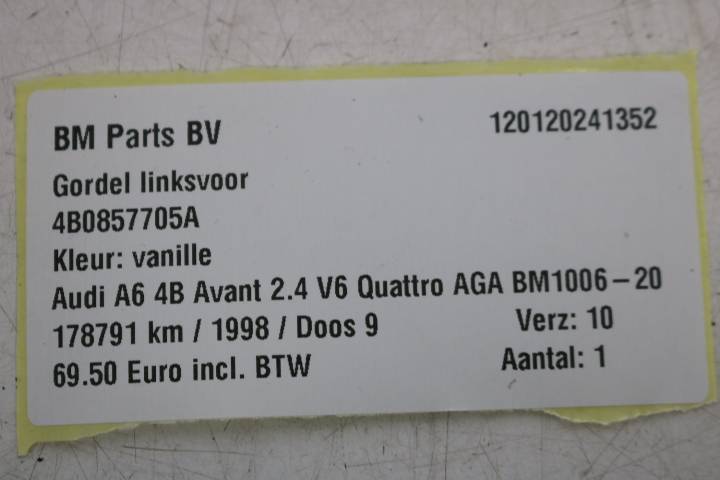 BM Parts BV 120120241352
Gordel linksvoor
4B0857705A
Kleur: vanille
Audi A6 4B Avant 2.4 V6 Quattro AGA BM1006-20
178791 km / 1998 / Doos 9 Verz: 10
69.50 Euro incl. BTW Aantal: 1